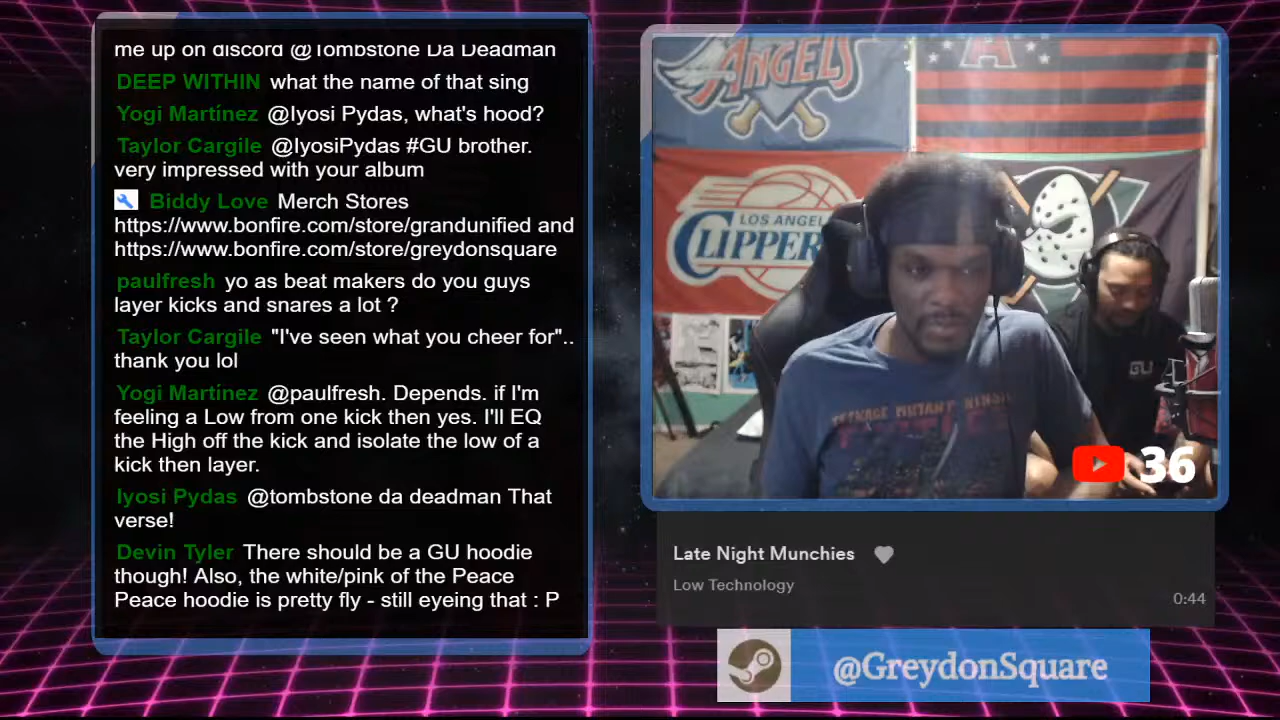 me up on discord @Tombstone Da Deadman
DEEP WITHIN what the name of that sing
Yogi Martínez @Iyosi Pydas, what's hood?
Taylor Cargile @IyosiPydas #GU brother.
very impressed with your album
Biddy Love Merch Stores
https://www.bonfire.com/store/grandunified and
https://www.bonfire.com/store/greydonsquare
paulfresh yo as beat makers do you guys
layer kicks and snares a lot ?
Taylor Cargile "I've seen what you cheer for"..
thank you lol
Yogi Martínez @paulfresh. Depends. if I'm
feeling a Low from one kick then yes. I'll EQ
the High off the kick and isolate the low of a
kick then layer.
Iyosi Pydas @tombstone da deadman That
verse!
Devin Tyler There should be a GU hoodie
though! Also, the white/pink of the Peace
Peace hoodie is pretty fly - still eyeing that : P
ANGELS
A
LOS ANGEL
CLIPPER
GU
TEENAGE MUTANT NINJA
36
Late Night Munchies
Low Technology
0:44
@GreydonSquare